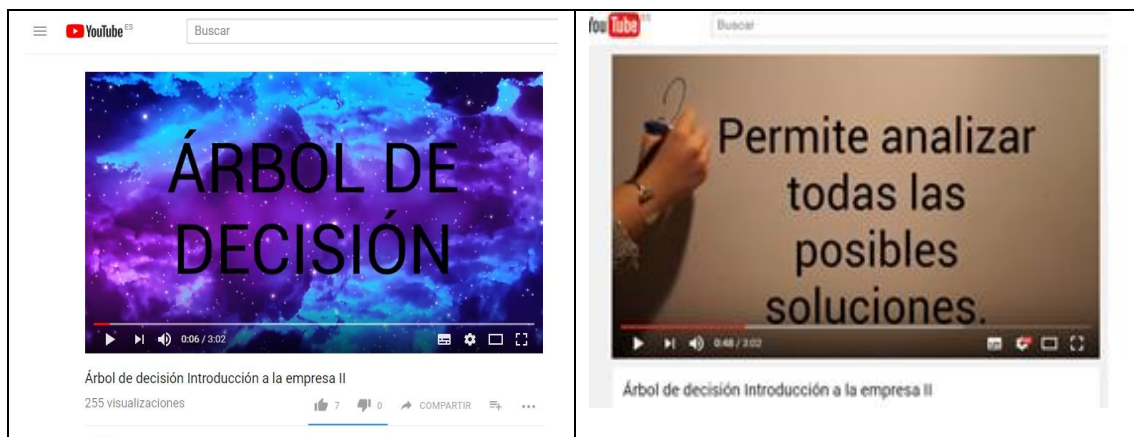 YouTube ES
Buscar
ÁRBOL DE
DECISIÓN
0:06 / 3:02
Árbol de decisión Introducción a la empresa II
255 visualizaciones
7
0
COMPARTIR
You Tube ES
Buscar
Permite analizar
todas las
posibles
soluciones.
0:48 / 3:02
Árbol de decisión Introducción a la empresa II